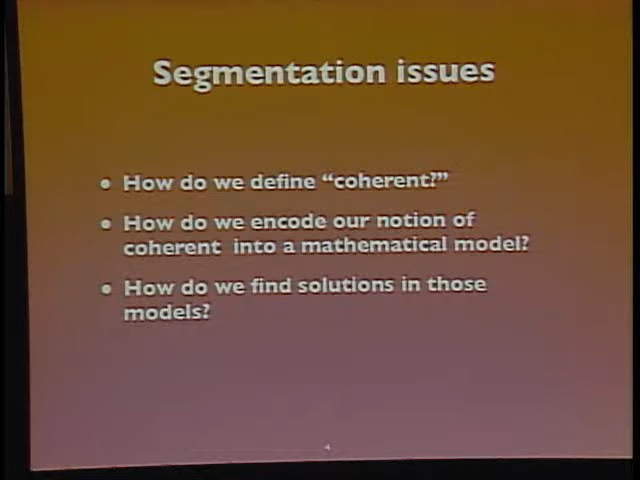 Segmentation issues
• How do we define “coherent?”
• How do we encode our notion of
coherent into a mathematical model?
• How do we find solutions in those
models?
4